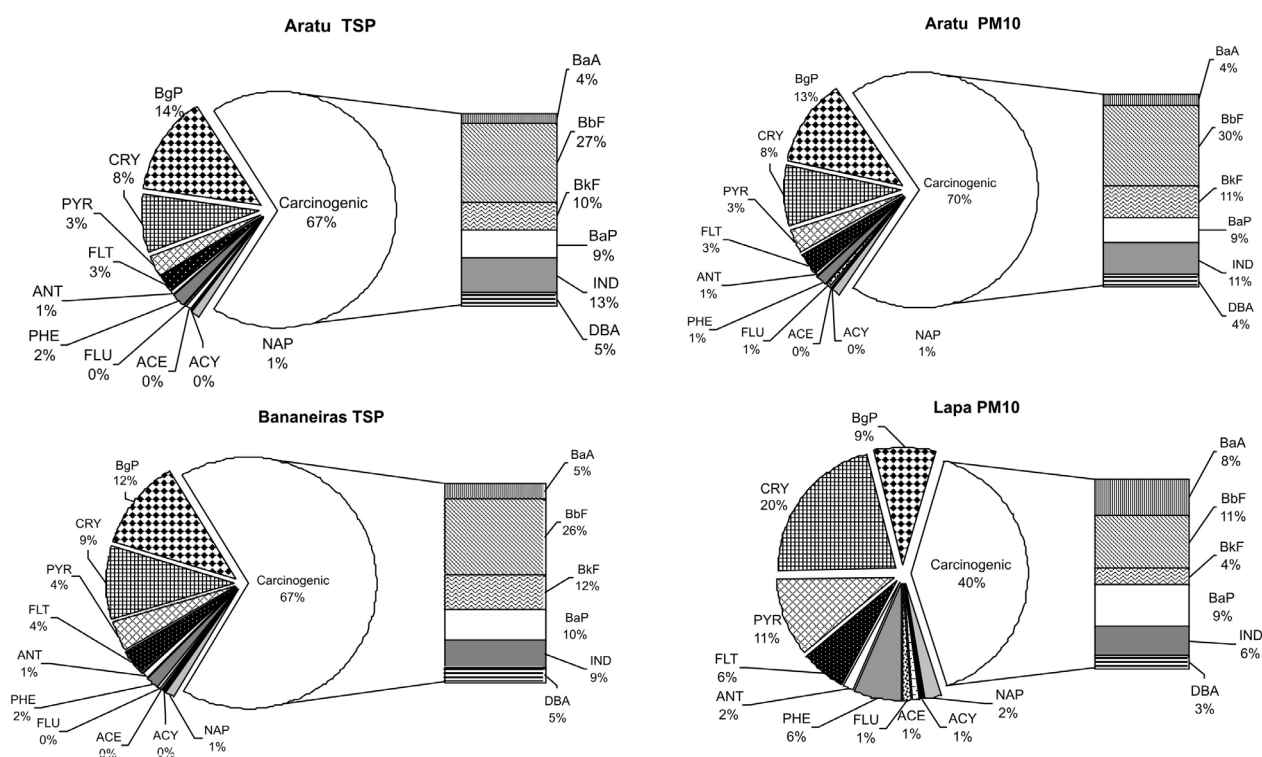 Aratu TSP
BaA
4%
BgP
14%
BbF
27%
CRY
8%
BkF
10%
PYR
3%
Carcinogenic
67%
BaP
9%
FLT
3%
IND
13%
ANT
1%
DBA
5%
PHE
2%
FLU
0%
ACE
0%
ACY
0%
NAP
1%
Aratu PM10
BaA
4%
BgP
13%
BbF
30%
CRY
8%
BkF
11%
PYR
3%
Carcinogenic
70%
BaP
9%
FLT
3%
IND
11%
ANT
1%
DBA
4%
PHE
1%
FLU
1%
ACE
0%
ACY
0%
NAP
1%
Bananeiras TSP
BaA
5%
BgP
12%
BbF
26%
CRY
9%
BkF
12%
PYR
4%
Carcinogenic
67%
BaP
10%
FLT
4%
IND
9%
ANT
1%
DBA
5%
PHE
2%
FLU
0%
ACE
0%
ACY
0%
NAP
1%
Lapa PM10
BgP
9%
BaA
8%
CRY
20%
BbF
11%
BkF
4%
Carcinogenic
40%
BaP
9%
PYR
11%
IND
6%
FLT
6%
DBA
3%
ANT
2%
PHE
6%
FLU
1%
ACE
1%
ACY
1%
NAP
2%